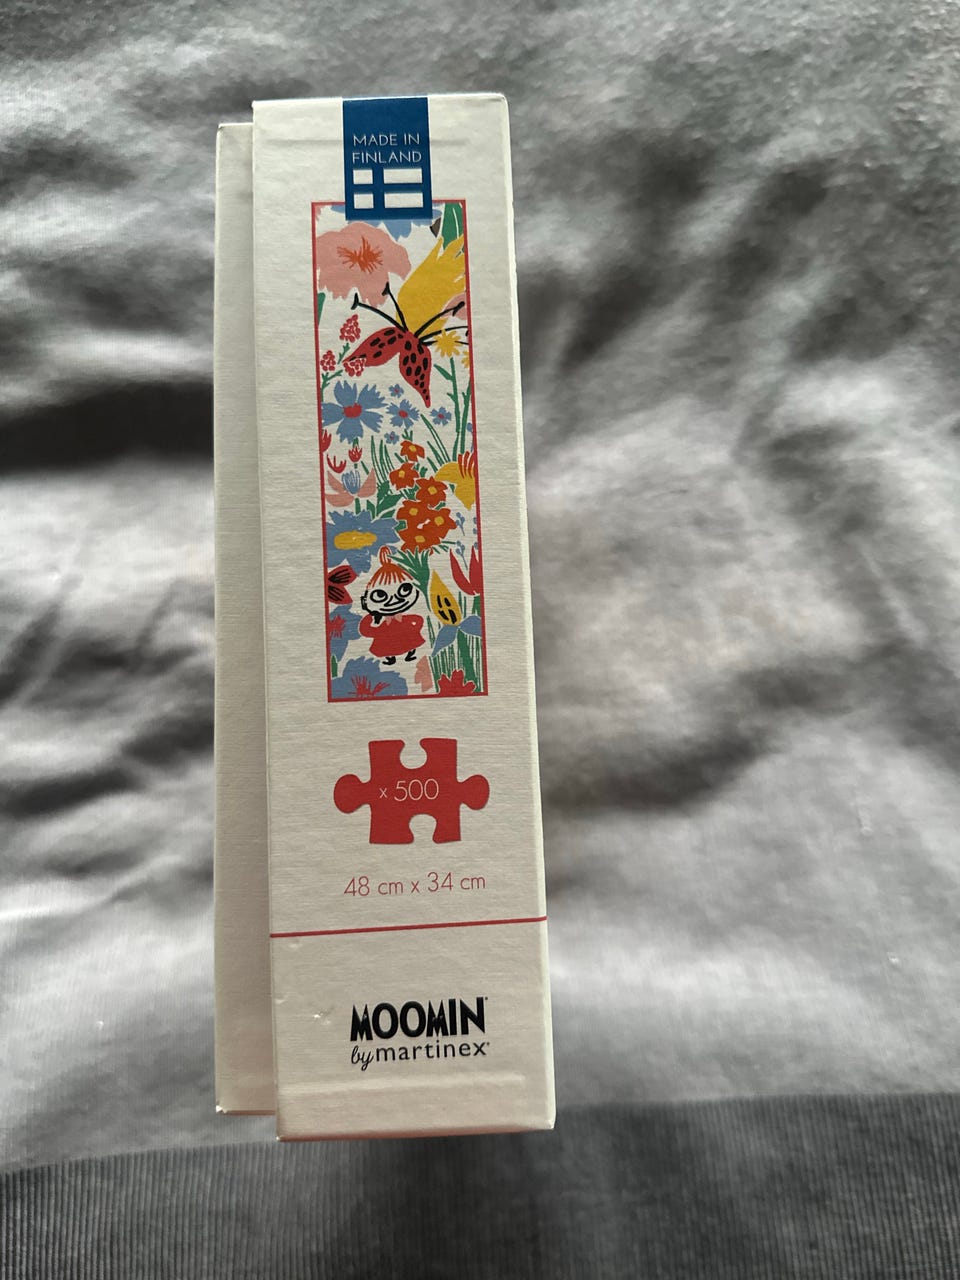 MADE IN
FINLAND
x 500
48 cm x 34 cm
MOOMIN
by martinex